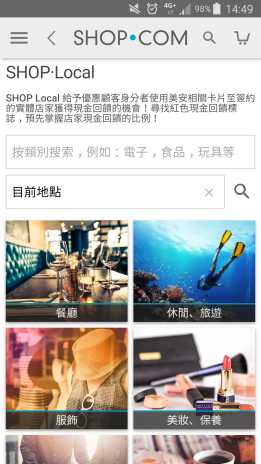 4G+
98%
14:49
SHOP•COM
SHOP·Local
SHOP Local 給予優惠顧客身分者使用美安相關卡片至簽約
的實體店家獲得現金回饋的機會！尋找紅色現金回饋標
誌，預先掌握店家現金回饋的比例！
按類別搜索，例如：電子，食品，玩具等
目前地點
餐廳
休閒、旅遊
服飾
美妝、保養